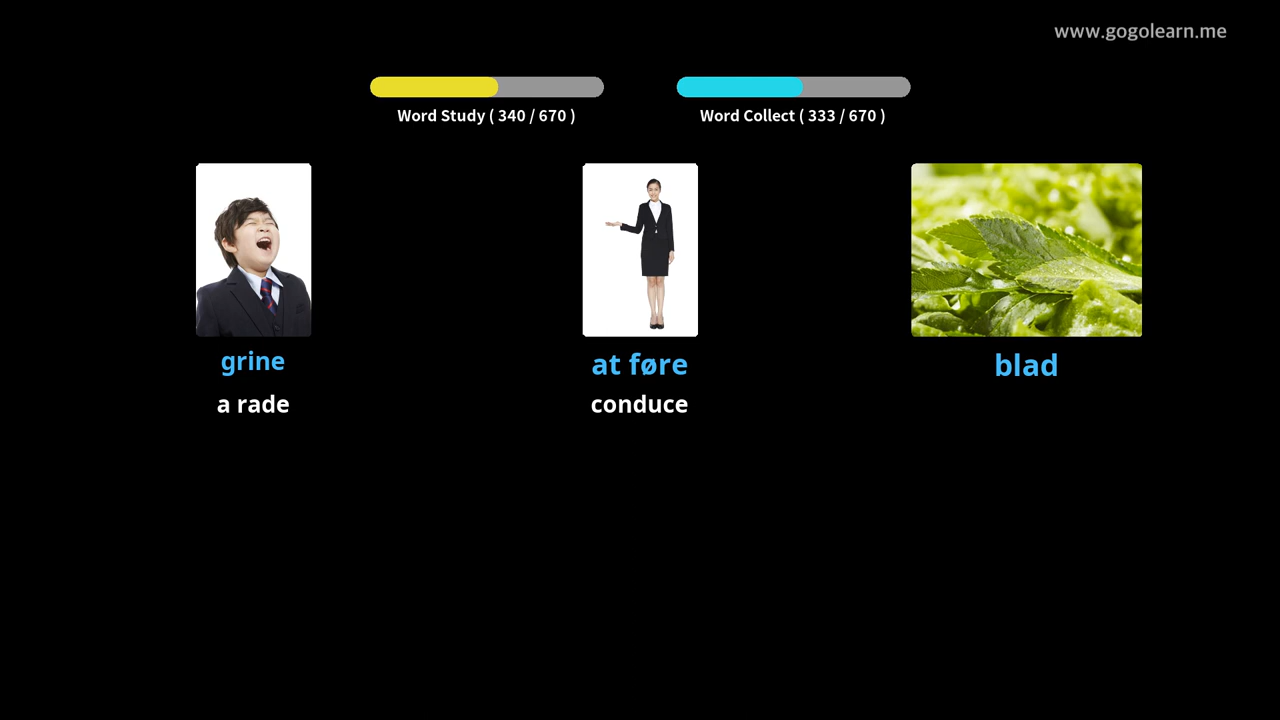 www.gogolearn.me
Word Study ( 340 / 670 )
Word Collect ( 333 / 670 )
grine
a rade
at føre
conduce
blad